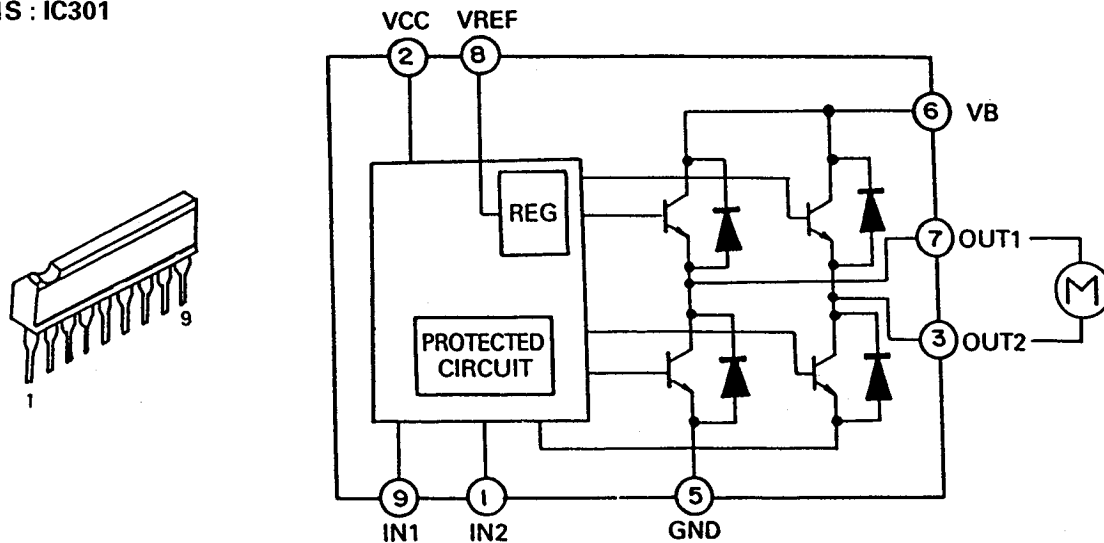 IS : IC301
VCC VREF
2 8
6 VB
REG
7 OUT1
M
PROTECTED
CIRCUIT
3 OUT2
9
1
9 1 5
IN1 IN2 GND